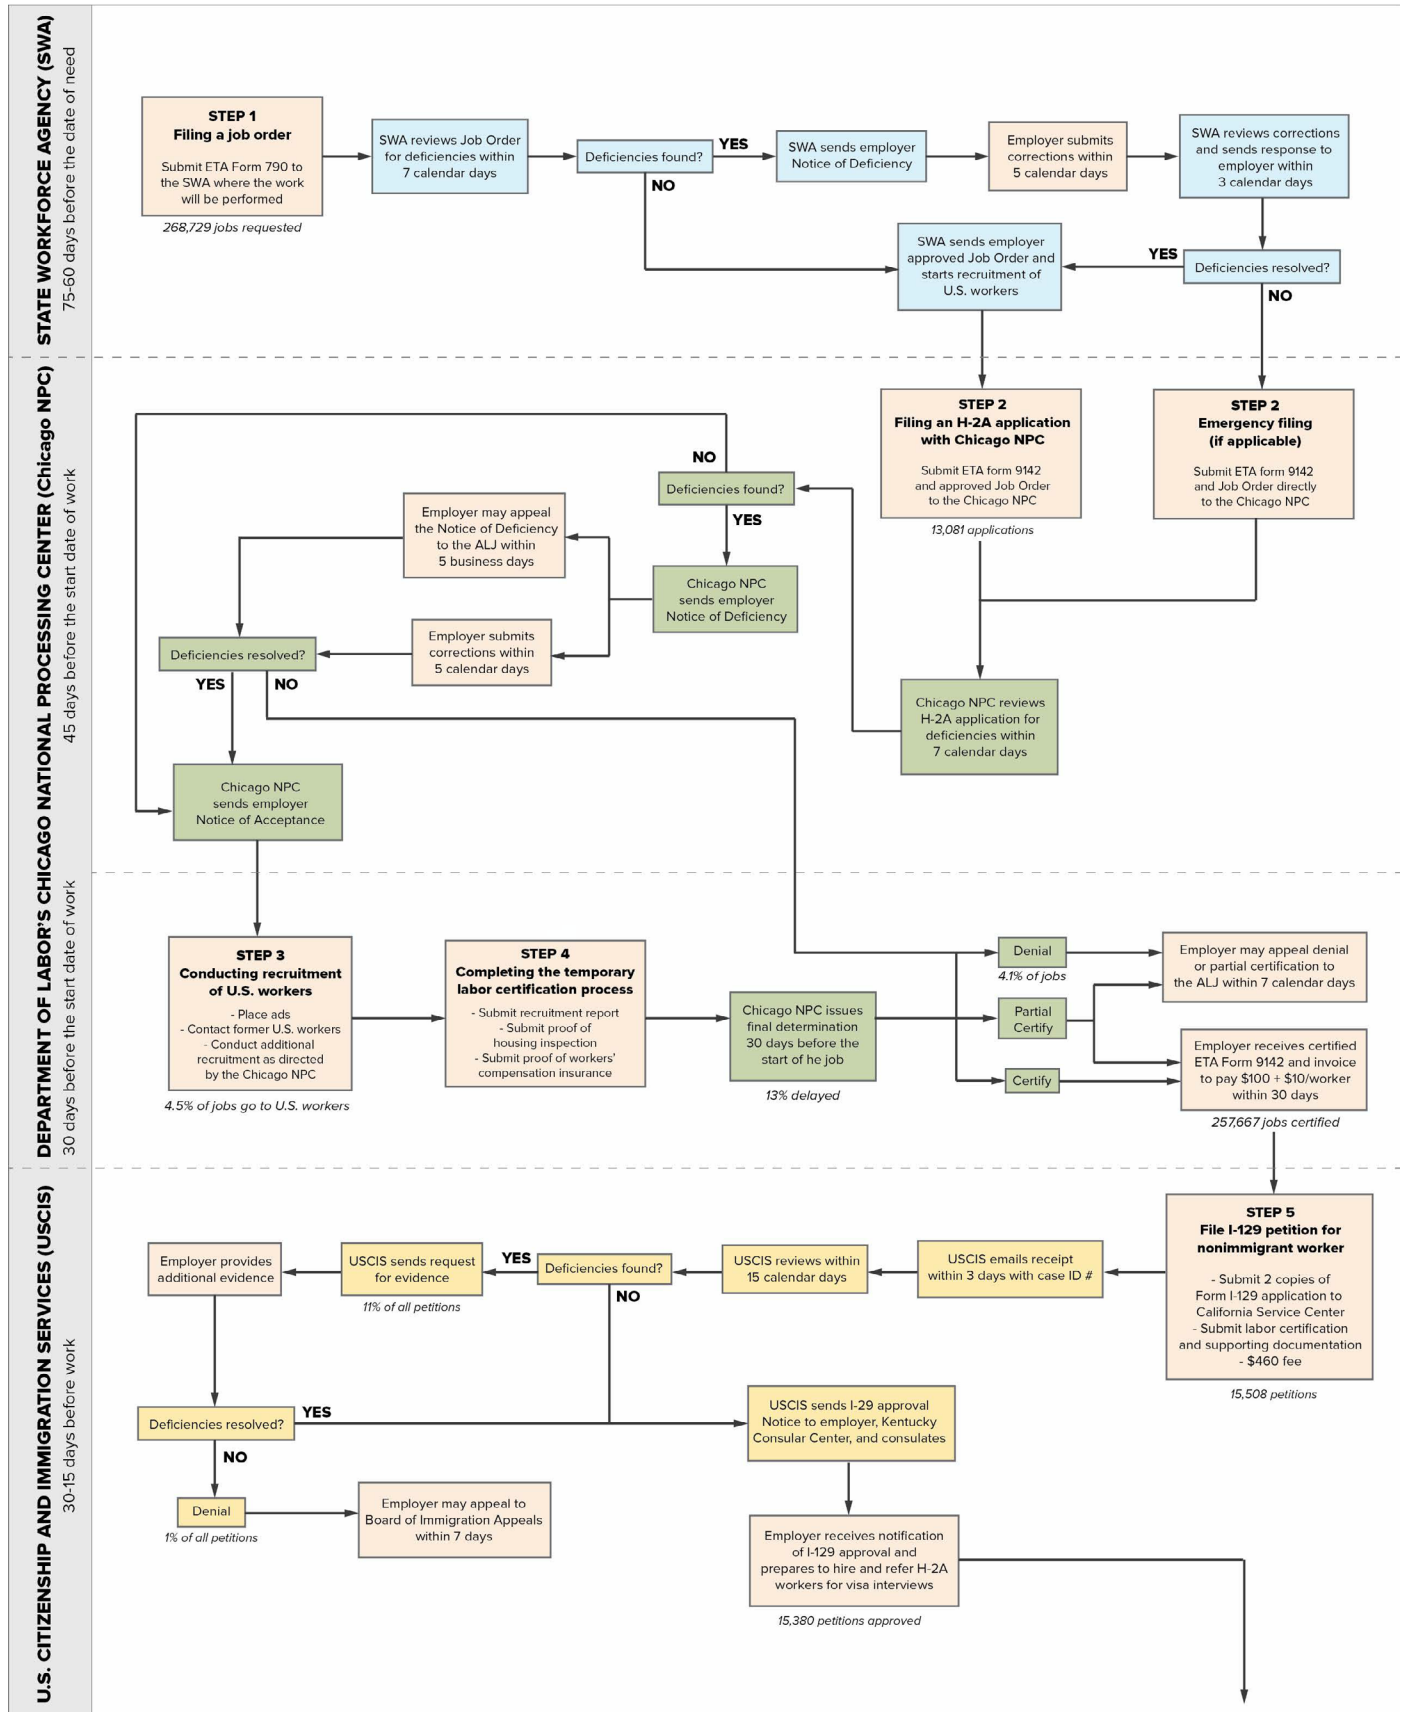 STATE WORKFORCE AGENCY (SWA)
75-60 days before the date of need
STEP 1
Filing a job order
Submit ETA Form 790 to
the SWA where the work
will be performed
268,729 jobs requested
SWA reviews Job Order
for deficiencies within
7 calendar days
Deficiencies found?
YES
NO
SWA sends employer
Notice of Deficiency
Employer submits
corrections within
5 calendar days
SWA reviews corrections
and sends response to
employer within
3 calendar days
SWA sends employer
approved Job Order and
starts recruitment of
U.S. workers
YES
Deficiencies resolved?
NO
DEPARTMENT OF LABOR'S CHICAGO NATIONAL PROCESSING CENTER (Chicago NPC)
45 days before the start date of work
STEP 2
Filing an H-2A application
with Chicago NPC
Submit ETA form 9142
and approved Job Order
to the Chicago NPC
13,081 applications
STEP 2
Emergency filing
(if applicable)
Submit ETA form 9142
and Job Order directly
to the Chicago NPC
NO
Deficiencies found?
YES
Employer may appeal
the Notice of Deficiency
to the ALJ within
5 business days
Chicago NPC
sends employer
Notice of Deficiency
Employer submits
corrections within
5 calendar days
Deficiencies resolved?
YES
NO
Chicago NPC reviews
H-2A application for
deficiencies within
7 calendar days
Chicago NPC
sends employer
Notice of Acceptance
30 days before the start date of work
STEP 3
Conducting recruitment
of U.S. workers
- Place ads
- Contact former U.S. workers
- Conduct additional
recruitment as directed
by the Chicago NPC
4.5% of jobs go to U.S. workers
STEP 4
Completing the temporary
labor certification process
- Submit recruitment report
- Submit proof of
housing inspection
- Submit proof of workers'
compensation insurance
Chicago NPC issues
final determination
30 days before the
start of he job
13% delayed
Denial
4.1% of jobs
Partial
Certify
Certify
Employer may appeal denial
or partial certification to
the ALJ within 7 calendar days
Employer receives certified
ETA Form 9142 and invoice
to pay $100 + $10/worker
within 30 days
257,667 jobs certified
U.S. CITIZENSHIP AND IMMIGRATION SERVICES (USCIS)
30-15 days before work
STEP 5
File I-129 petition for
nonimmigrant worker
- Submit 2 copies of
Form I-129 application to
California Service Center
- Submit labor certification
and supporting documentation
- $460 fee
15,508 petitions
USCIS emails receipt
within 3 days with case ID #
USCIS reviews within
15 calendar days
Deficiencies found?
YES
NO
USCIS sends request
for evidence
11% of all petitions
Employer provides
additional evidence
Deficiencies resolved?
YES
NO
Denial
1% of all petitions
Employer may appeal to
Board of Immigration Appeals
within 7 days
USCIS sends I-29 approval
Notice to employer, Kentucky
Consular Center, and consulates
Employer receives notification
of I-129 approval and
prepares to hire and refer H-2A
workers for visa interviews
15,380 petitions approved